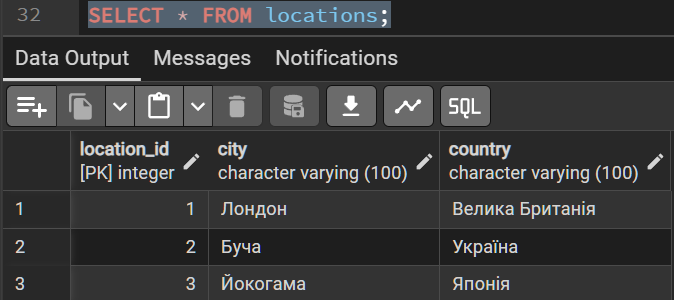 32 SELECT * FROM locations;
Data Output Messages Notifications
SQL
location_id city country
[PK] integer character varying (100) character varying (100)
1 1 Лондон Велика Британія
2 2 Буча Україна
3 3 Йокогама Японія